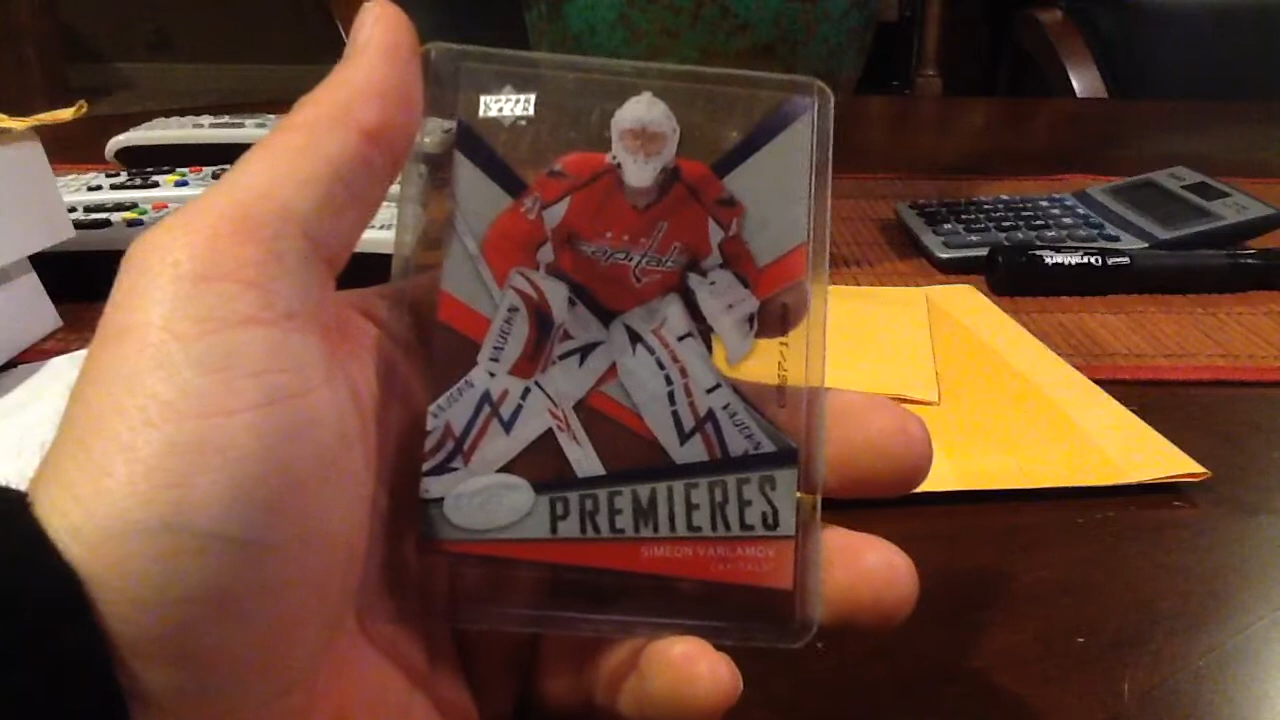 Capitals
VAUGHN
VAUGHN
VAUGHN
DURAMARK
PREMIERES
SIMEON VARLAMOV
CAPITALS